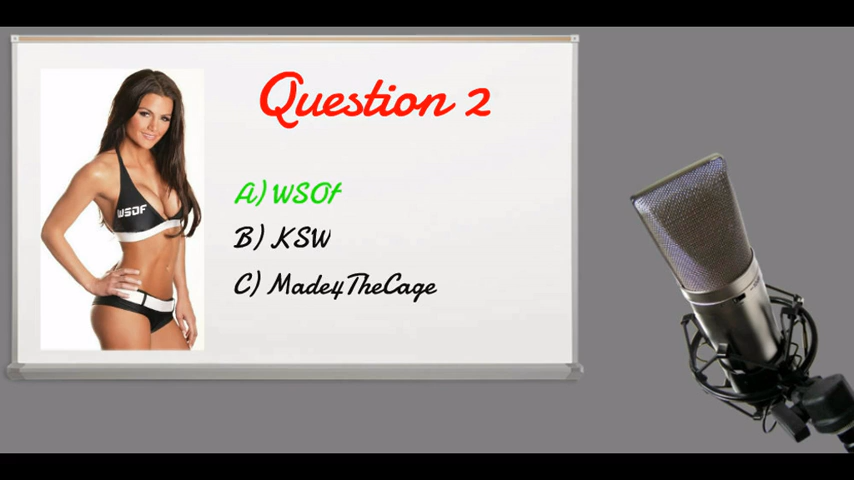 Question 2
WSOF
A) WSOF
B) KSW
C) Made4TheCage